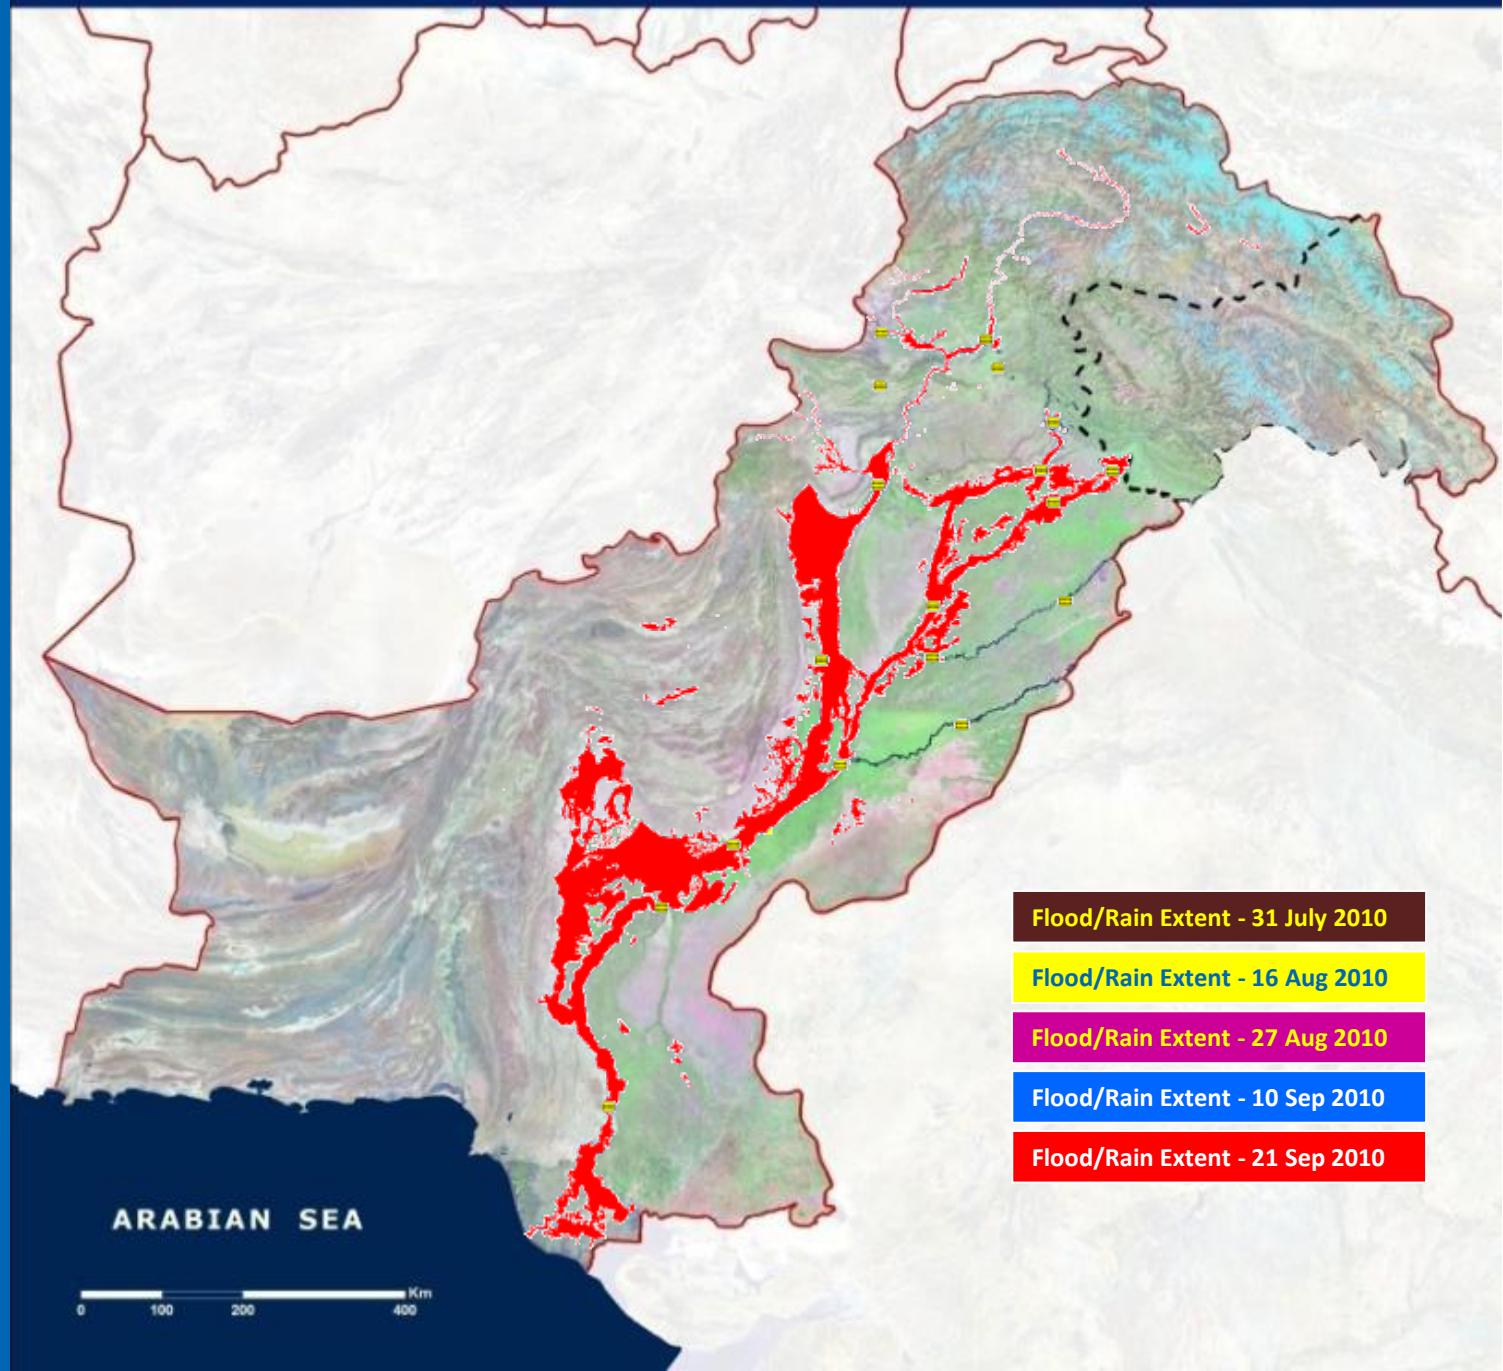 Flood/Rain Extent - 31 July 2010
Flood/Rain Extent - 16 Aug 2010
Flood/Rain Extent - 27 Aug 2010
Flood/Rain Extent - 10 Sep 2010
Flood/Rain Extent - 21 Sep 2010
ARABIAN SEA
Km
0 100 200 400